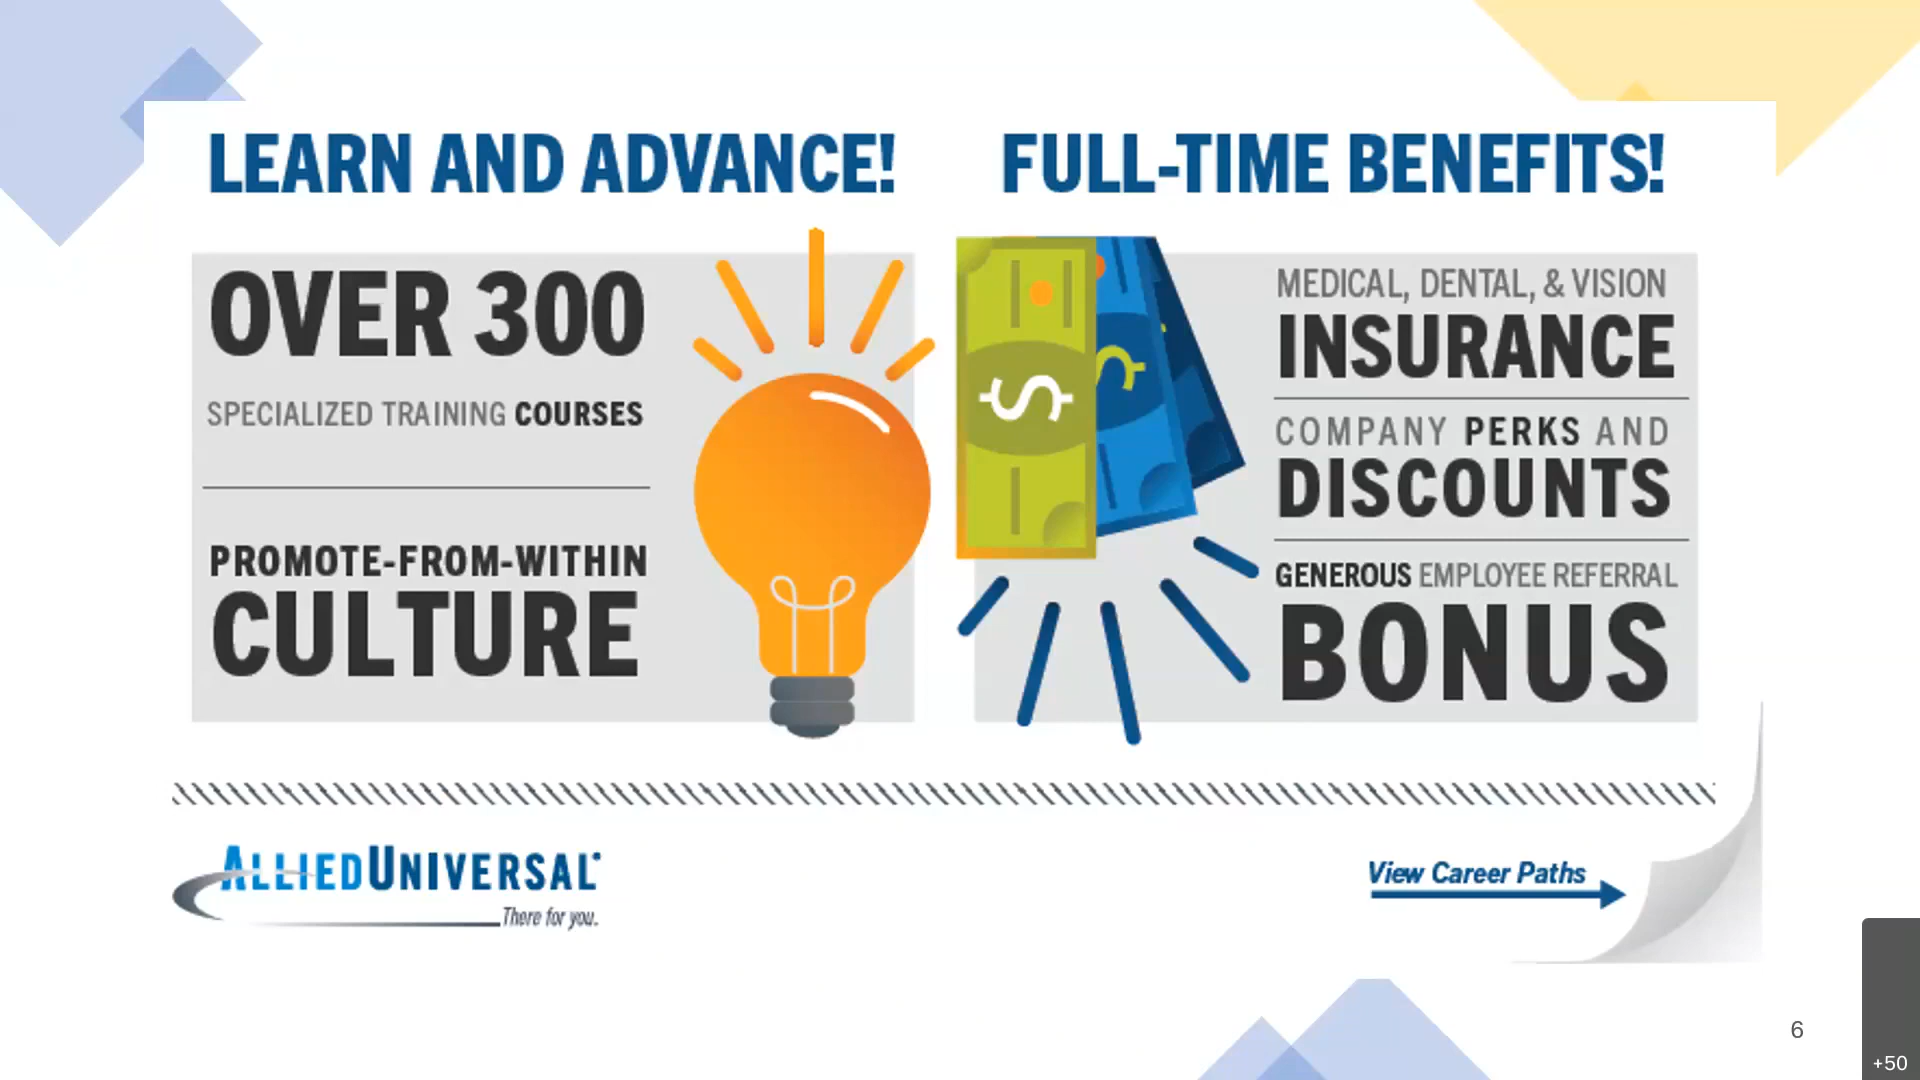 LEARN AND ADVANCE!
OVER 300
SPECIALIZED TRAINING COURSES
PROMOTE-FROM-WITHIN
CULTURE
FULL-TIME BENEFITS!
$
$
MEDICAL, DENTAL, & VISION
INSURANCE
COMPANY PERKS AND
DISCOUNTS
GENEROUS EMPLOYEE REFERRAL
BONUS
ALLIEDUNIVERSAL
There for you.
View Career Paths
6
+50